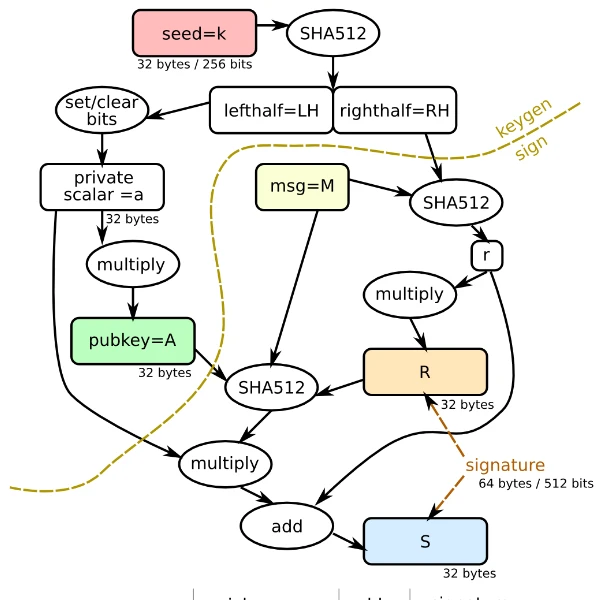 seed=k
SHA512
32 bytes / 256 bits
set/clear
bits
lefthalf=LH
righthalf=RH
keygen
sign
private
scalar =a
msg=M
SHA512
32 bytes
r
multiply
multiply
pubkey=A
32 bytes
SHA512
R
32 bytes
multiply
signature
64 bytes / 512 bits
add
S
32 bytes